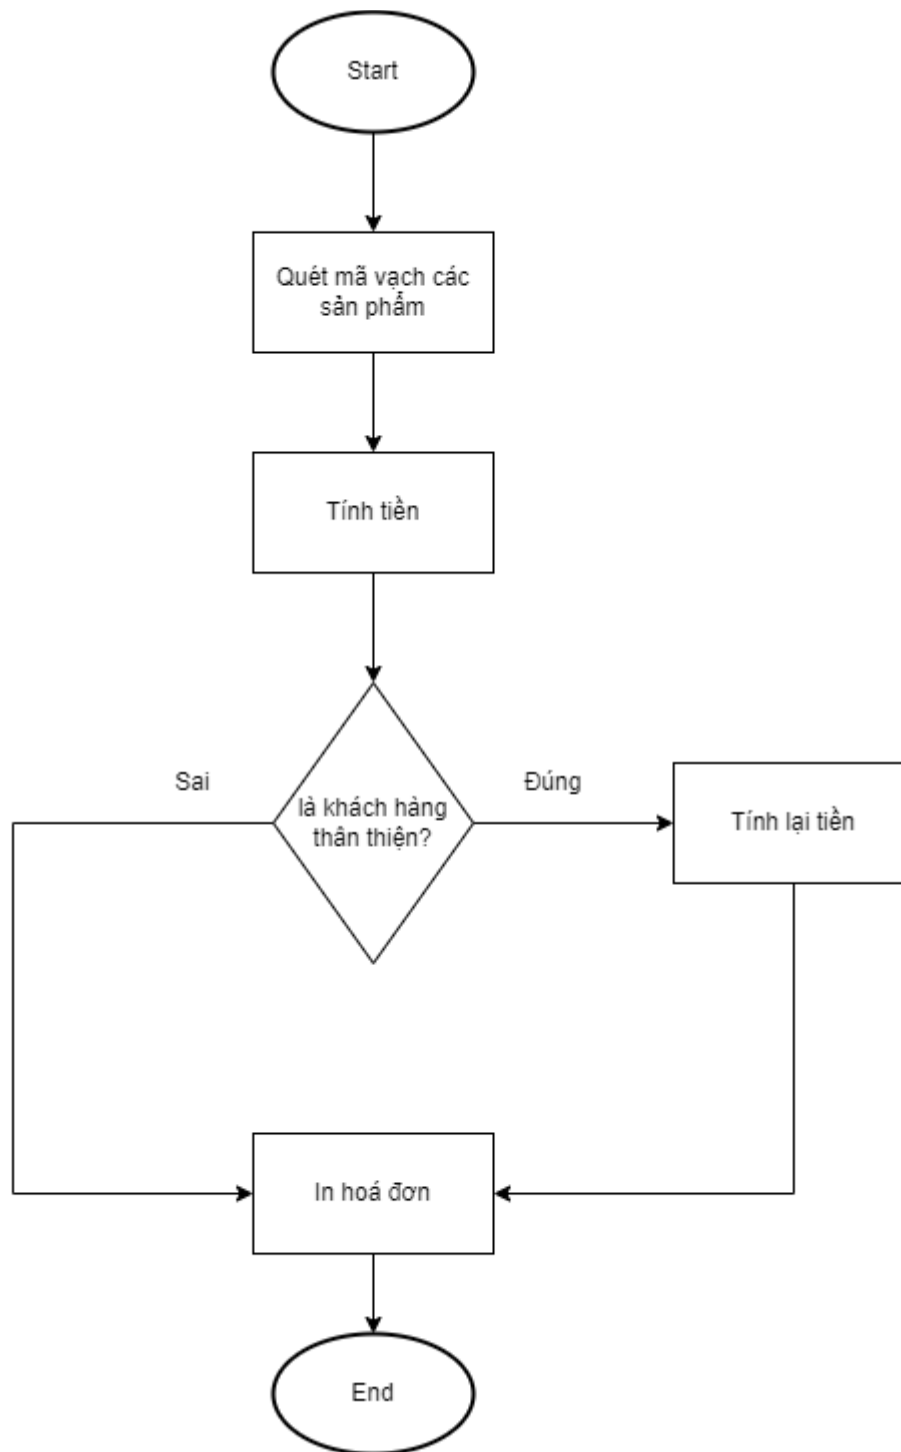 Start
Quét mã vạch các
sản phẩm
Tính tiền
Sai
Đúng
là khách hàng
thân thiện?
Tính lại tiền
In hoá đơn
End